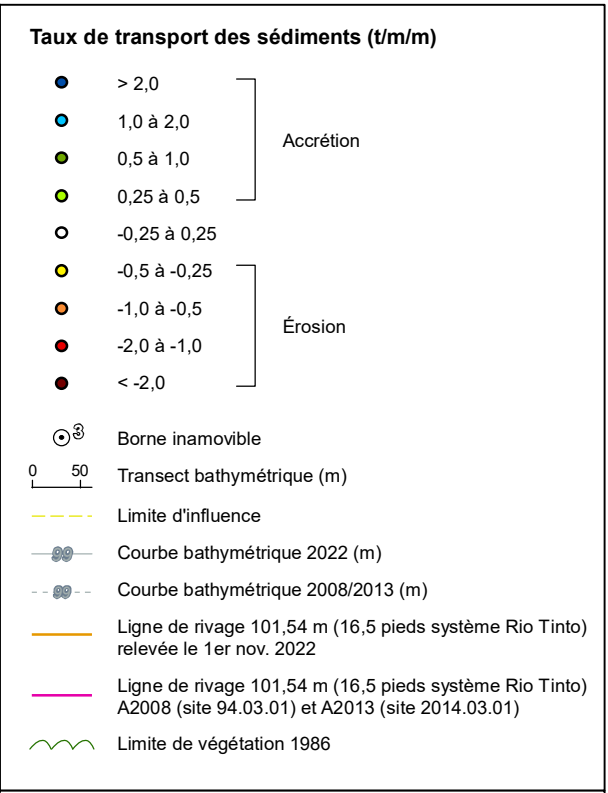 Taux de transport des sédiments (t/m/m)
> 2,0
1,0 à 2,0
0,5 à 1,0
0,25 à 0,5
Accrétion
-0,25 à 0,25
-0,5 à -0,25
-1,0 à -0,5
-2,0 à -1,0
< -2,0
Érosion
3 Borne inamovible
0 50 Transect bathymétrique (m)
Limite d'influence
99 Courbe bathymétrique 2022 (m)
99 Courbe bathymétrique 2008/2013 (m)
Ligne de rivage 101,54 m (16,5 pieds système Rio Tinto)
relevée le 1er nov. 2022
Ligne de rivage 101,54 m (16,5 pieds système Rio Tinto)
A2008 (site 94.03.01) et A2013 (site 2014.03.01)
Limite de végétation 1986